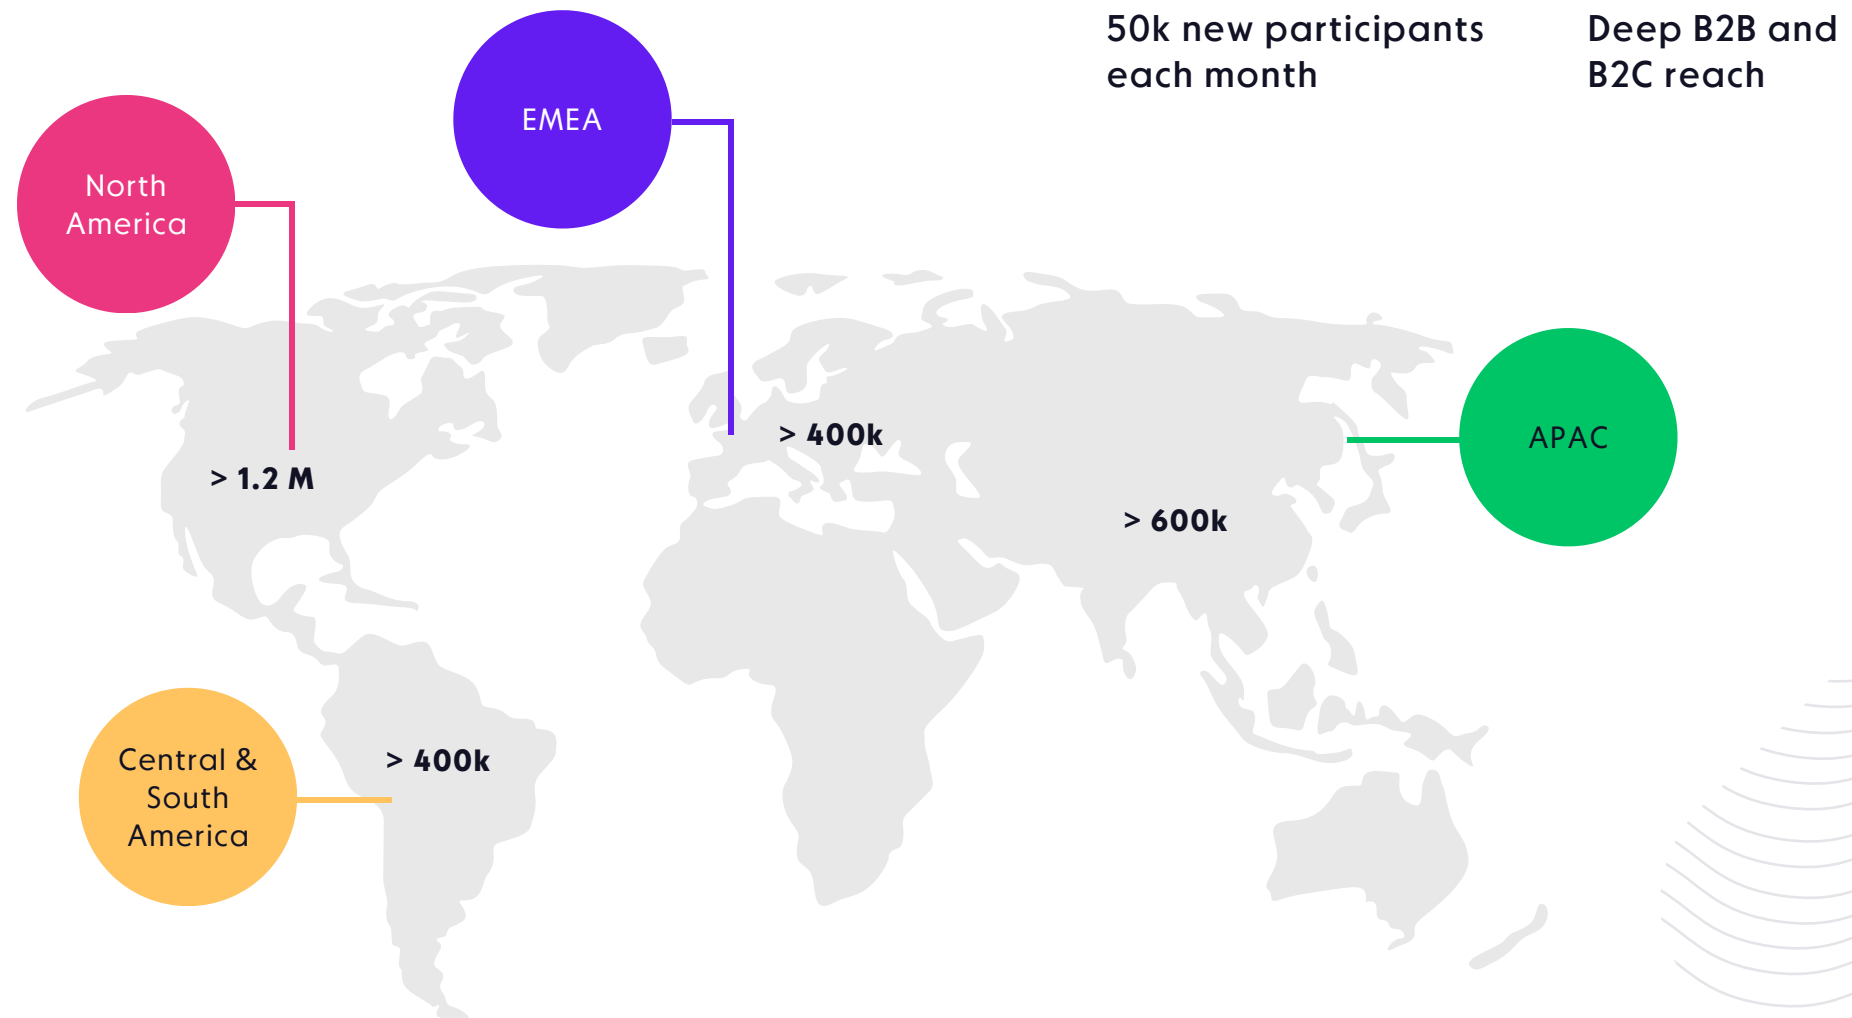 50k new participants
each month
Deep B2B and
B2C reach
EMEA
North
America
> 400k
APAC
> 1.2 M
> 600k
Central &
South
America
> 400k